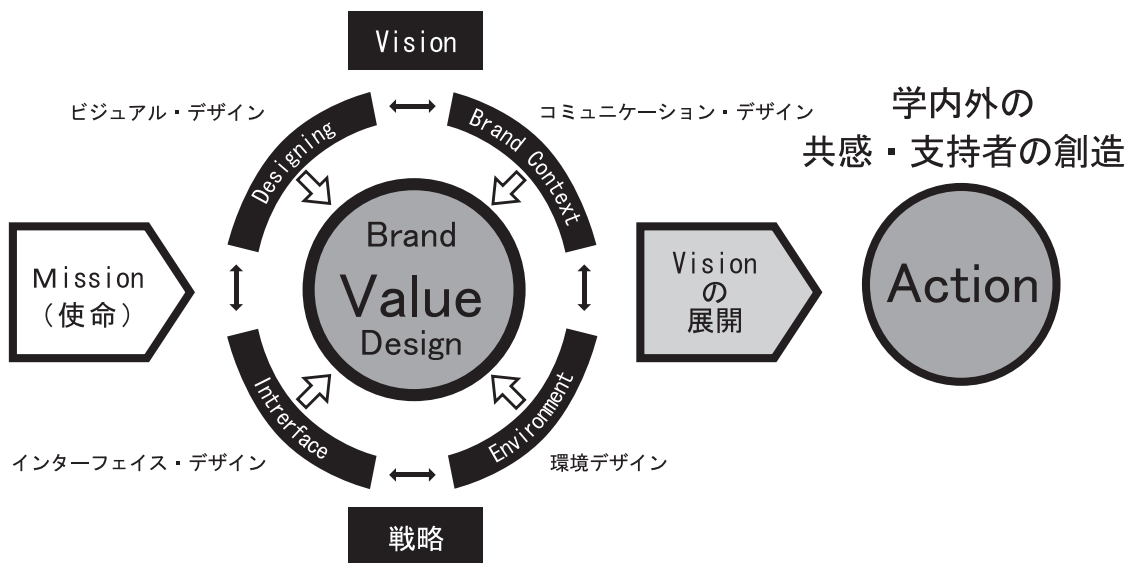 Vision
ビジュアル・デザイン
コミュニケーション・デザイン
Designing
Brand Context
学内外の
共感・支持者の創造
Mission
(使命)
Brand
Value
Design
Vision
の
展開
Action
Intrerface
Environment
インターフェイス・デザイン
環境デザイン
戦略